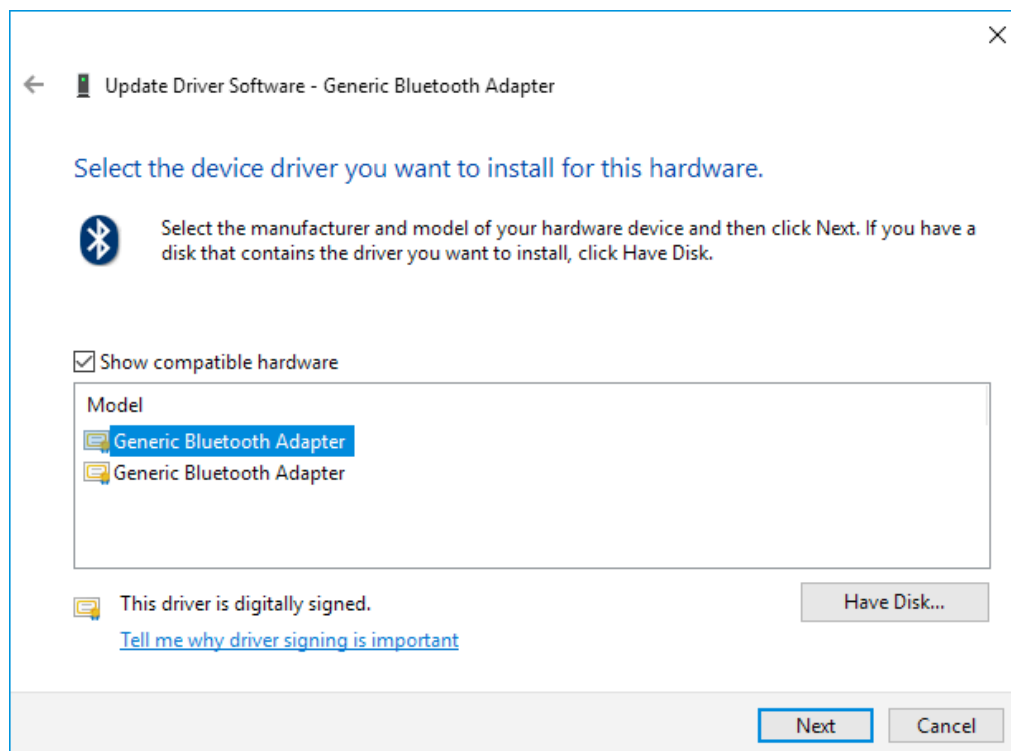 Update Driver Software - Generic Bluetooth Adapter
Select the device driver you want to install for this hardware.
Select the manufacturer and model of your hardware device and then click Next. If you have a
disk that contains the driver you want to install, click Have Disk.
Show compatible hardware
Model
Generic Bluetooth Adapter
Generic Bluetooth Adapter
This driver is digitally signed.
Have Disk...
Tell me why driver signing is important
Next
Cancel